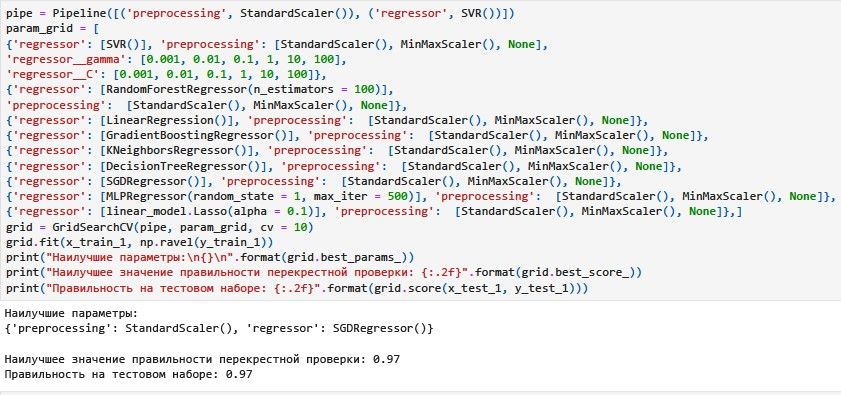 pipe = Pipeline([('preprocessing', StandardScaler()), ('regressor', SVR())])
param_grid = [
{'regressor': [SVR()], 'preprocessing': [StandardScaler(), MinMaxScaler(), None],
'regressor__gamma': [0.001, 0.01, 0.1, 1, 10, 100],
'regressor__C': [0.001, 0.01, 0.1, 1, 10, 100]},
{'regressor': [RandomForestRegressor(n_estimators = 100)],
'preprocessing':  [StandardScaler(), MinMaxScaler(), None]},
{'regressor': [LinearRegression()], 'preprocessing':  [StandardScaler(), MinMaxScaler(), None]},
{'regressor': [GradientBoostingRegressor()], 'preprocessing':  [StandardScaler(), MinMaxScaler(), None]},
{'regressor': [KNeighborsRegressor()], 'preprocessing':  [StandardScaler(), MinMaxScaler(), None]},
{'regressor': [DecisionTreeRegressor()], 'preprocessing':  [StandardScaler(), MinMaxScaler(), None]},
{'regressor': [SGDRegressor()], 'preprocessing':  [StandardScaler(), MinMaxScaler(), None]},
{'regressor': [MLPRegressor(random_state = 1, max_iter = 500)], 'preprocessing':  [StandardScaler(), MinMaxScaler(), None]},
{'regressor': [linear_model.Lasso(alpha = 0.1)], 'preprocessing':  [StandardScaler(), MinMaxScaler(), None]},]
grid = GridSearchCV(pipe, param_grid, cv = 10)
grid.fit(x_train_1, np.ravel(y_train_1))
print("Наилучшие параметры:\n{}\n".format(grid.best_params_))
print("Наилучшее значение правильности перекрестной проверки: {:.2f}".format(grid.best_score_))
print("Правильность на тестовом наборе: {:.2f}".format(grid.score(x_test_1, y_test_1)))
Наилучшие параметры:
{'preprocessing': StandardScaler(), 'regressor': SGDRegressor()}
Наилучшее значение правильности перекрестной проверки: 0.97
Правильность на тестовом наборе: 0.97